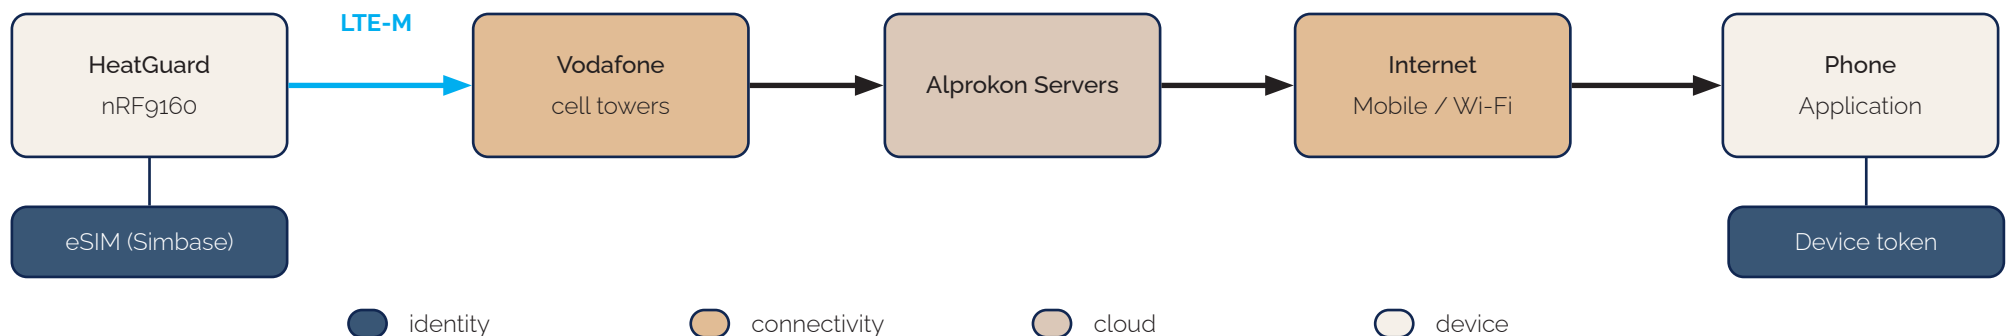 LTE-M
HeatGuard
nRF9160
Vodafone
cell towers
Alprokon Servers
Internet
Mobile / Wi-Fi
Phone
Application
eSIM (Simbase)
Device token
identity
connectivity
cloud
device